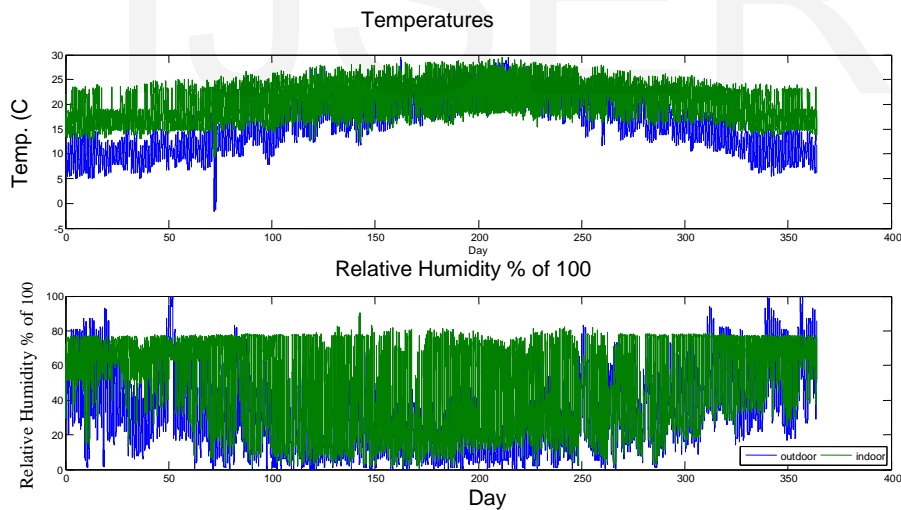 IJSER
Temperatures
30
25
20
15
10
5
0
-5
Temp. (C
0 50 100 150 200 250 300 350 400
Day
Relative Humidity % of 100
100
80
60
40
20
0
Relative Humidity % of 100
outdoor indoor
0 50 100 150 200 250 300 350 400
Day